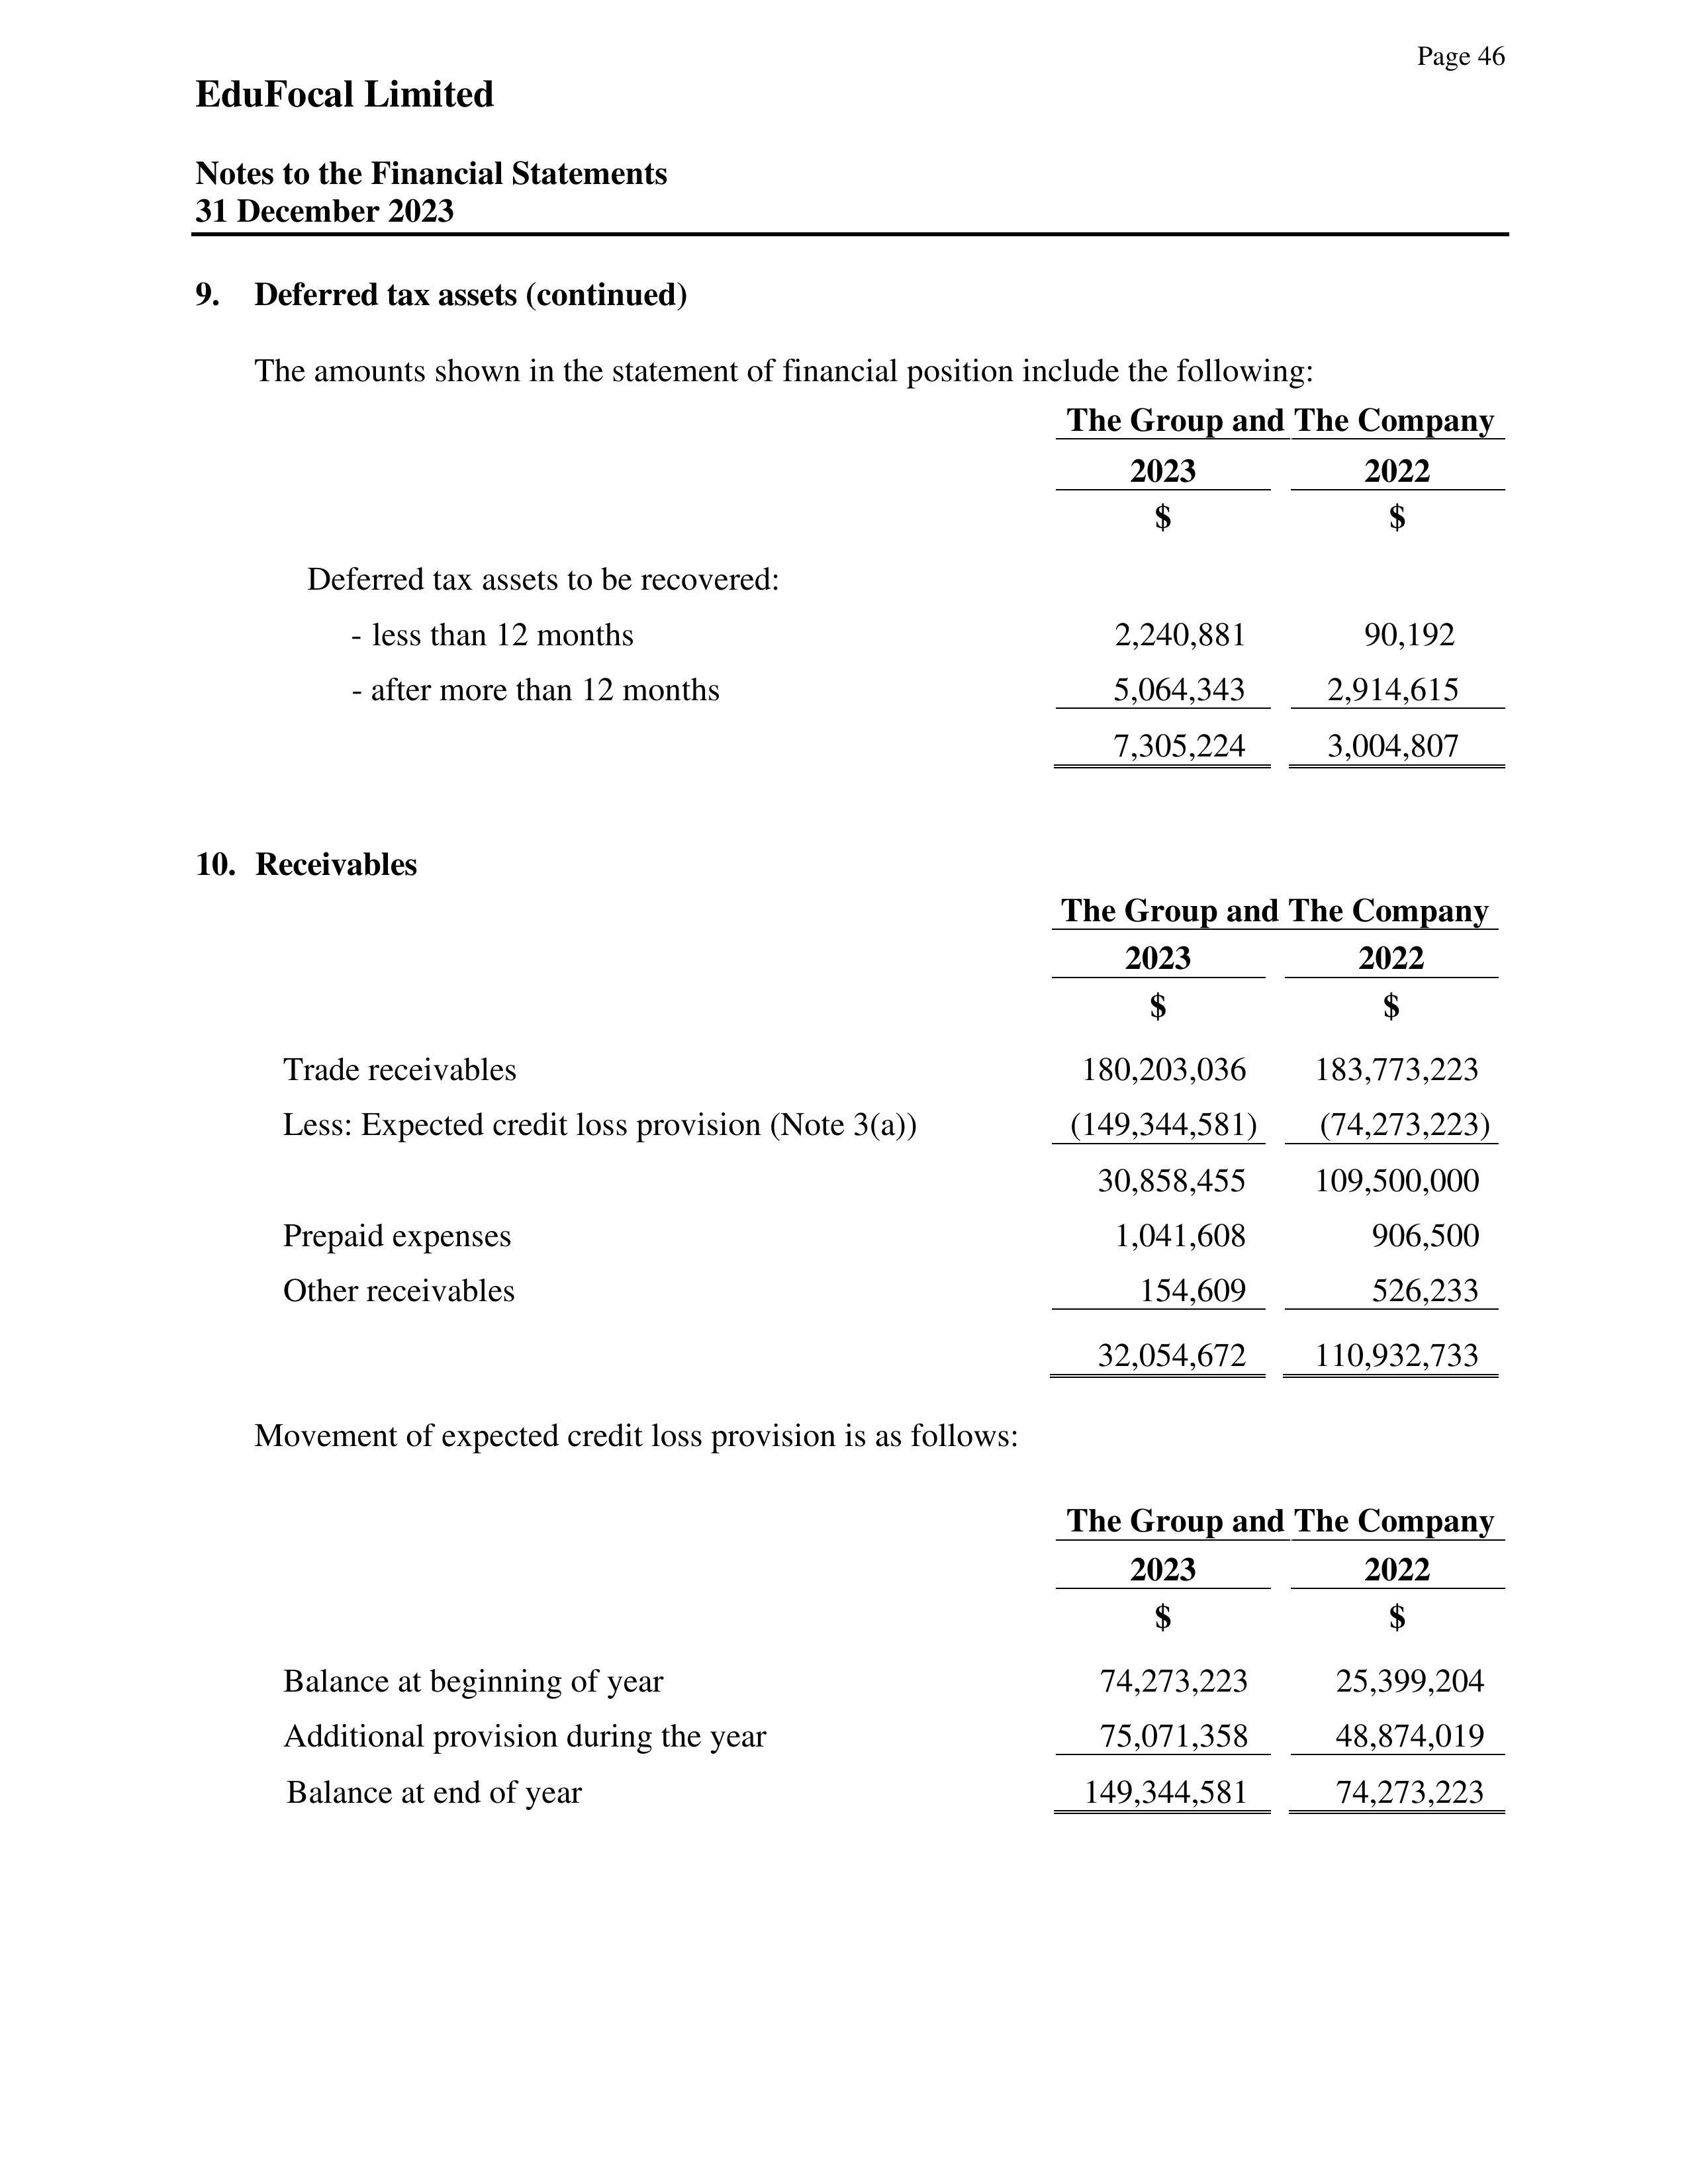 Page 46
EduFocal Limited
Notes to the Financial Statements
31 December 2023
9. Deferred tax assets (continued)
The amounts shown in the statement of financial position include the following:
The Group and The Company
2023 2022
$ $
Deferred tax assets to be recovered:
- less than 12 months 2,240,881 90,192
- after more than 12 months 5,064,343 2,914,615
7,305,224 3,004,807
10. Receivables
The Group and The Company
2023 2022
$ $
Trade receivables 180,203,036 183,773,223
Less: Expected credit loss provision (Note 3(a)) (149,344,581) (74,273,223)
30,858,455 109,500,000
Prepaid expenses 1,041,608 906,500
Other receivables 154,609 526,233
32,054,672 110,932,733
Movement of expected credit loss provision is as follows:
The Group and The Company
2023 2022
$ $
Balance at beginning of year 74,273,223 25,399,204
Additional provision during the year 75,071,358 48,874,019
Balance at end of year 149,344,581 74,273,223